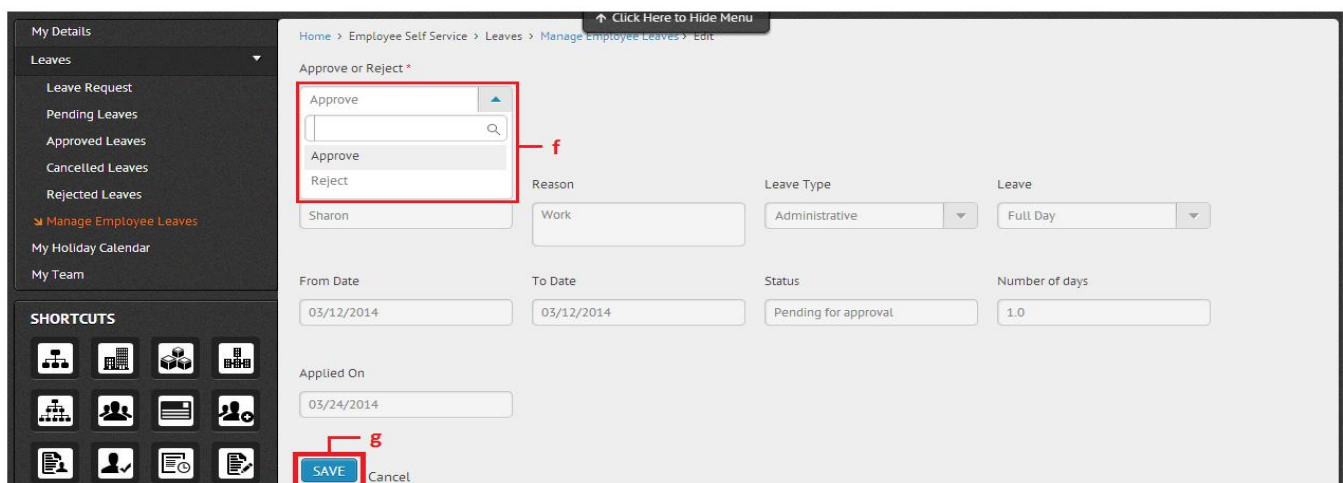 ↑ Click Here to Hide Menu
My Details
Leaves
Leave Request
Pending Leaves
Approved Leaves
Cancelled Leaves
Rejected Leaves
Manage Employee Leaves
My Holiday Calendar
My Team
SHORTCUTS
Home > Employee Self Service > Leaves > Manage Employee Leaves > Edit
Approve or Reject *
Approve
Approve
Reject
f
Reason Leave Type Leave
Sharon Work Administrative Full Day
From Date To Date Status Number of days
03/12/2014 03/12/2014 Pending for approval 1.0
Applied On
03/24/2014
g
SAVE Cancel